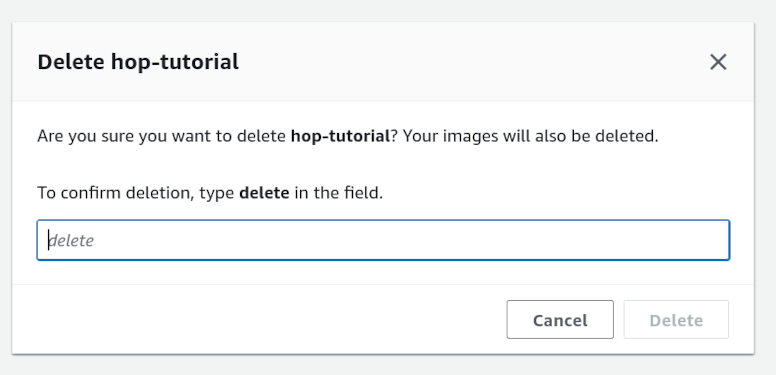 Delete hop-tutorial
Are you sure you want to delete hop-tutorial? Your images will also be deleted.
To confirm deletion, type delete in the field.
delete
Cancel Delete